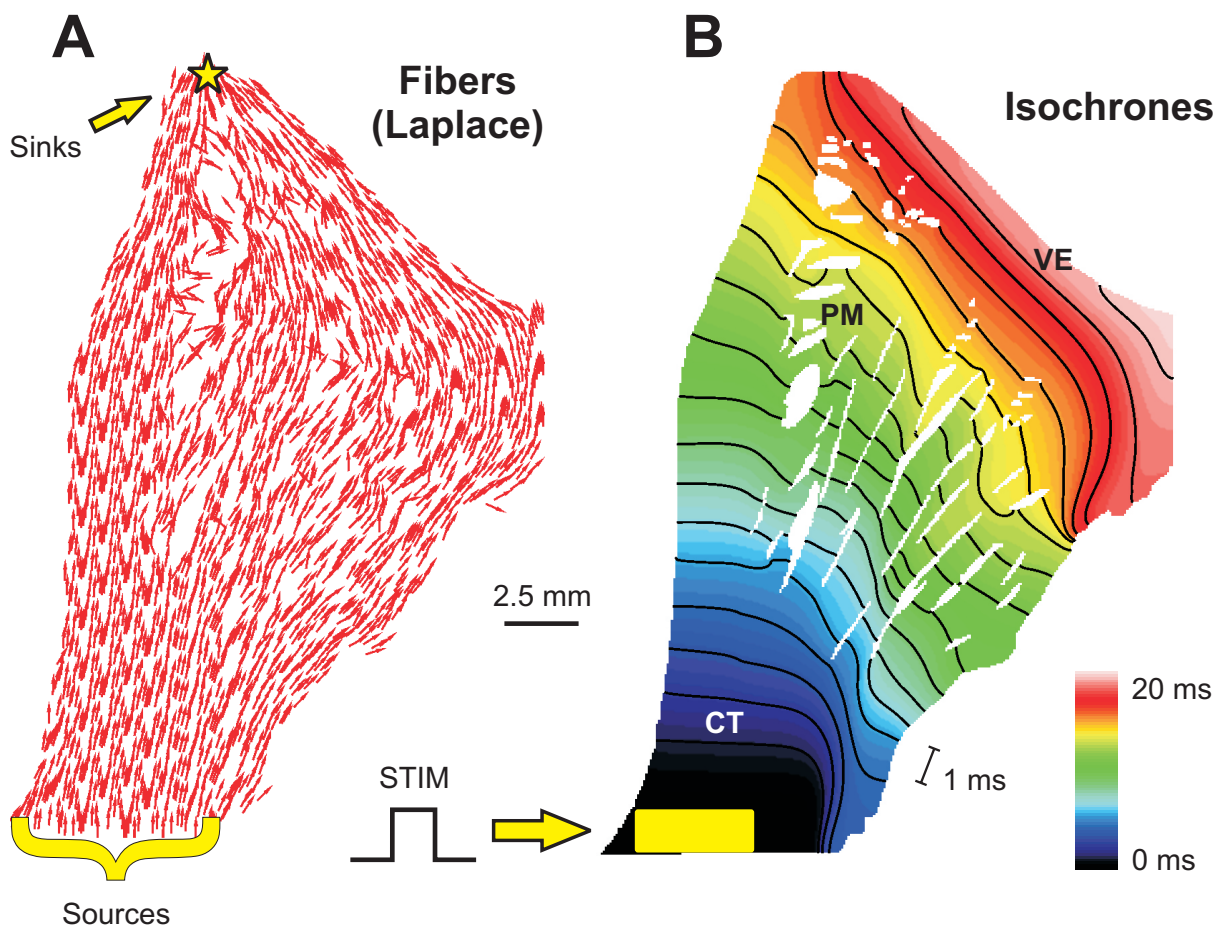 A
Fibers
(Laplace)
Sinks
2.5 mm
STIM
Sources
B
Isochrones
VE
PM
CT
1 ms
20 ms
0 ms